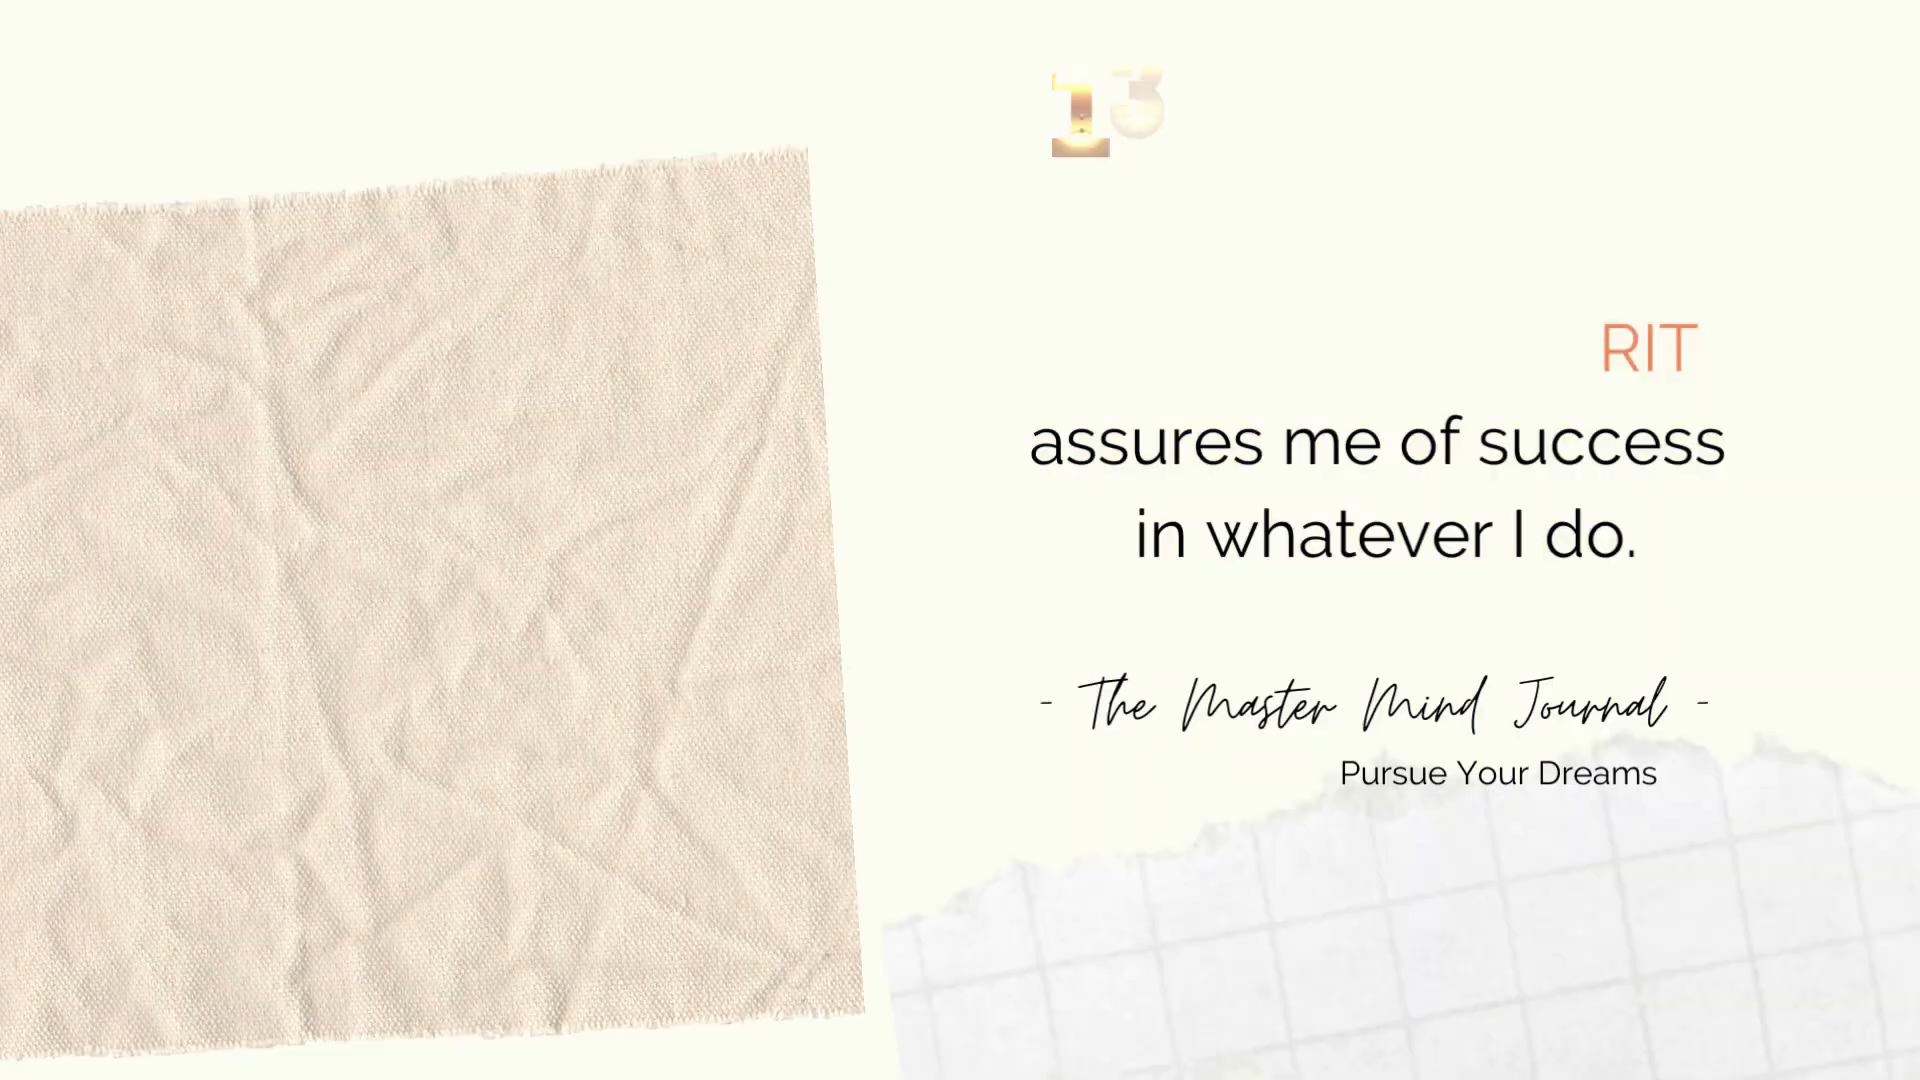 13
RIT
assures me of success
in whatever I do.
- The Master Mind Journal -
Pursue Your Dreams